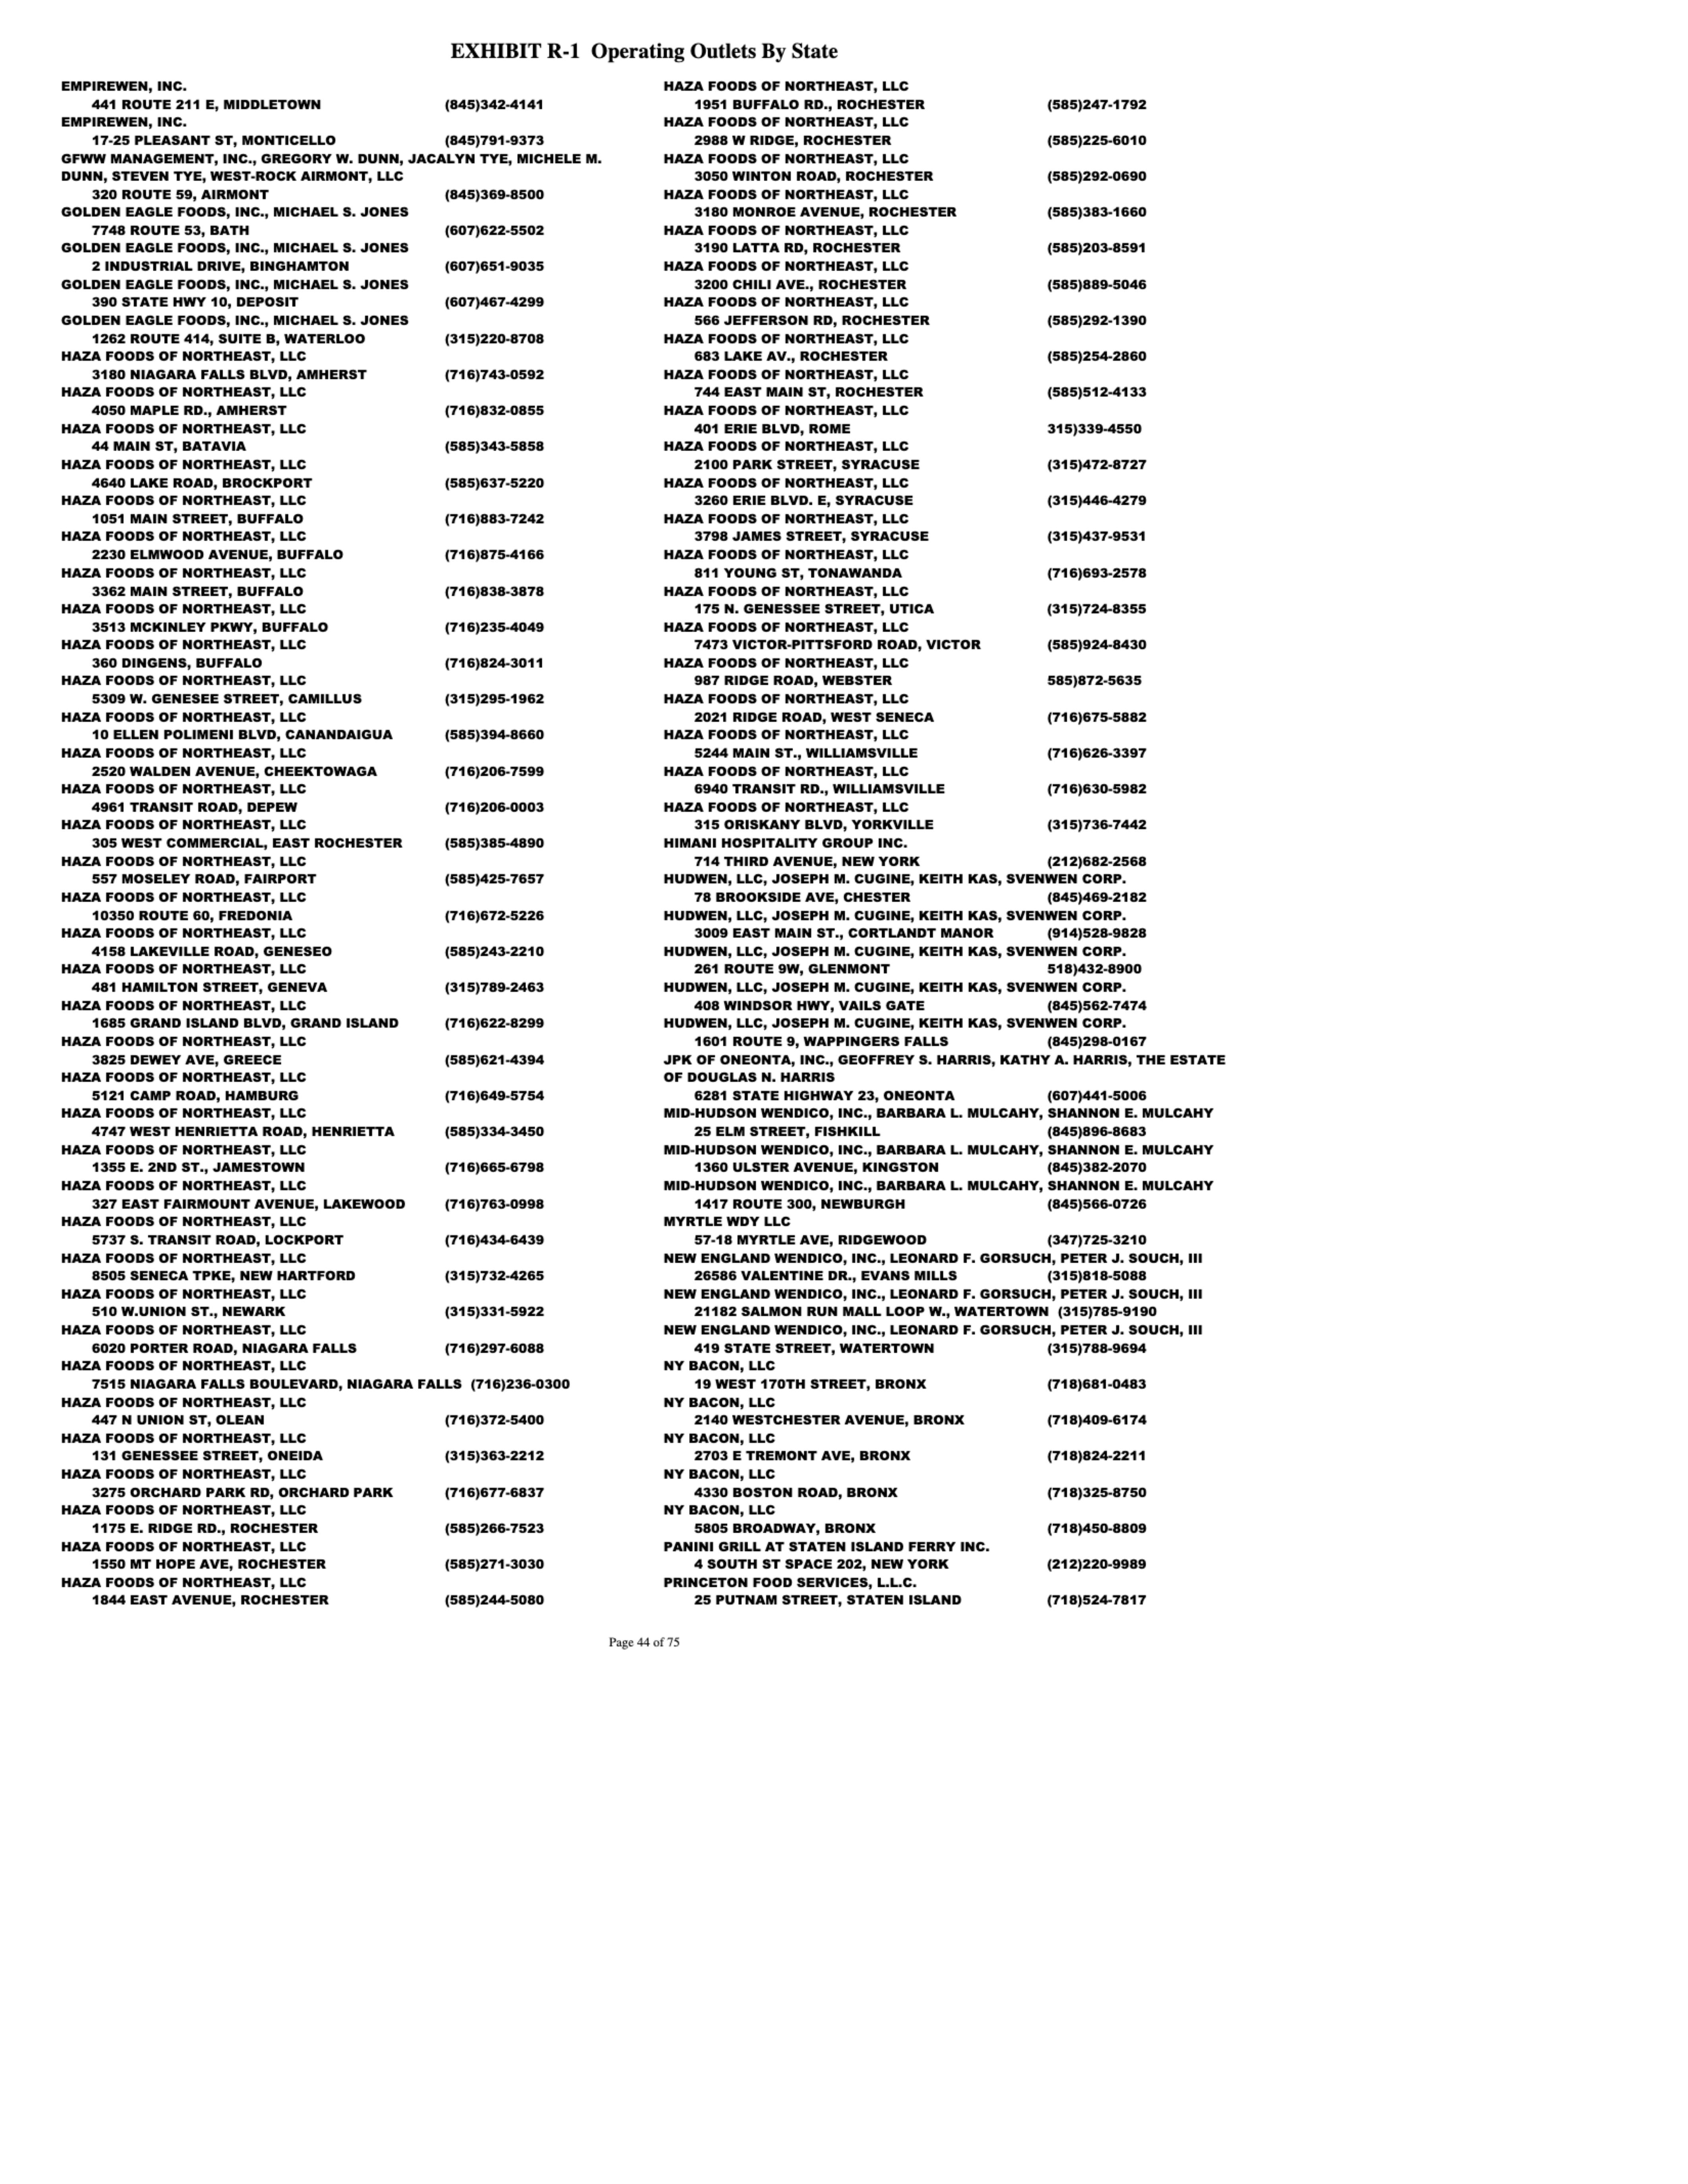 EXHIBIT R-1 Operating Outlets By State
EMPIREWEN, INC.
441 ROUTE 211 E, MIDDLETOWN (845)342-4141
EMPIREWEN, INC.
17-25 PLEASANT ST, MONTICELLO (845)791-9373
GFWW MANAGEMENT, INC., GREGORY W. DUNN, JACALYN TYE, MICHELE M.
DUNN, STEVEN TYE, WEST-ROCK AIRMONT, LLC
320 ROUTE 59, AIRMONT (845)369-8500
GOLDEN EAGLE FOODS, INC., MICHAEL S. JONES
7748 ROUTE 53, BATH (607)622-5502
GOLDEN EAGLE FOODS, INC., MICHAEL S. JONES
2 INDUSTRIAL DRIVE, BINGHAMTON (607)651-9035
GOLDEN EAGLE FOODS, INC., MICHAEL S. JONES
390 STATE HWY 10, DEPOSIT (607)467-4299
GOLDEN EAGLE FOODS, INC., MICHAEL S. JONES
1262 ROUTE 414, SUITE B, WATERLOO (315)220-8708
HAZA FOODS OF NORTHEAST, LLC
3180 NIAGARA FALLS BLVD, AMHERST (716)743-0592
HAZA FOODS OF NORTHEAST, LLC
4050 MAPLE RD., AMHERST (716)832-0855
HAZA FOODS OF NORTHEAST, LLC
44 MAIN ST, BATAVIA (585)343-5858
HAZA FOODS OF NORTHEAST, LLC
4640 LAKE ROAD, BROCKPORT (585)637-5220
HAZA FOODS OF NORTHEAST, LLC
1051 MAIN STREET, BUFFALO (716)883-7242
HAZA FOODS OF NORTHEAST, LLC
2230 ELMWOOD AVENUE, BUFFALO (716)875-4166
HAZA FOODS OF NORTHEAST, LLC
3362 MAIN STREET, BUFFALO (716)838-3878
HAZA FOODS OF NORTHEAST, LLC
3513 MCKINLEY PKWY, BUFFALO (716)235-4049
HAZA FOODS OF NORTHEAST, LLC
360 DINGENS, BUFFALO (716)824-3011
HAZA FOODS OF NORTHEAST, LLC
5309 W. GENESEE STREET, CAMILLUS (315)295-1962
HAZA FOODS OF NORTHEAST, LLC
10 ELLEN POLIMENI BLVD, CANANDAIGUA (585)394-8660
HAZA FOODS OF NORTHEAST, LLC
2520 WALDEN AVENUE, CHEEKTOWAGA (716)206-7599
HAZA FOODS OF NORTHEAST, LLC
4961 TRANSIT ROAD, DEPEW (716)206-0003
HAZA FOODS OF NORTHEAST, LLC
305 WEST COMMERCIAL, EAST ROCHESTER (585)385-4890
HAZA FOODS OF NORTHEAST, LLC
557 MOSELEY ROAD, FAIRPORT (585)425-7657
HAZA FOODS OF NORTHEAST, LLC
10350 ROUTE 60, FREDONIA (716)672-5226
HAZA FOODS OF NORTHEAST, LLC
4158 LAKEVILLE ROAD, GENESEO (585)243-2210
HAZA FOODS OF NORTHEAST, LLC
481 HAMILTON STREET, GENEVA (315)789-2463
HAZA FOODS OF NORTHEAST, LLC
1685 GRAND ISLAND BLVD, GRAND ISLAND (716)622-8299
HAZA FOODS OF NORTHEAST, LLC
3825 DEWEY AVE, GREECE (585)621-4394
HAZA FOODS OF NORTHEAST, LLC
5121 CAMP ROAD, HAMBURG (716)649-5754
HAZA FOODS OF NORTHEAST, LLC
4747 WEST HENRIETTA ROAD, HENRIETTA (585)334-3450
HAZA FOODS OF NORTHEAST, LLC
1355 E. 2ND ST., JAMESTOWN (716)665-6798
HAZA FOODS OF NORTHEAST, LLC
327 EAST FAIRMOUNT AVENUE, LAKEWOOD (716)763-0998
HAZA FOODS OF NORTHEAST, LLC
5737 S. TRANSIT ROAD, LOCKPORT (716)434-6439
HAZA FOODS OF NORTHEAST, LLC
8505 SENECA TPKE, NEW HARTFORD (315)732-4265
HAZA FOODS OF NORTHEAST, LLC
510 W.UNION ST., NEWARK (315)331-5922
HAZA FOODS OF NORTHEAST, LLC
6020 PORTER ROAD, NIAGARA FALLS (716)297-6088
HAZA FOODS OF NORTHEAST, LLC
7515 NIAGARA FALLS BOULEVARD, NIAGARA FALLS (716)236-0300
HAZA FOODS OF NORTHEAST, LLC
447 N UNION ST, OLEAN (716)372-5400
HAZA FOODS OF NORTHEAST, LLC
131 GENESSEE STREET, ONEIDA (315)363-2212
HAZA FOODS OF NORTHEAST, LLC
3275 ORCHARD PARK RD, ORCHARD PARK (716)677-6837
HAZA FOODS OF NORTHEAST, LLC
1175 E. RIDGE RD., ROCHESTER (585)266-7523
HAZA FOODS OF NORTHEAST, LLC
1550 MT HOPE AVE, ROCHESTER (585)271-3030
HAZA FOODS OF NORTHEAST, LLC
1844 EAST AVENUE, ROCHESTER (585)244-5080
HAZA FOODS OF NORTHEAST, LLC
1951 BUFFALO RD., ROCHESTER (585)247-1792
HAZA FOODS OF NORTHEAST, LLC
2988 W RIDGE, ROCHESTER (585)225-6010
HAZA FOODS OF NORTHEAST, LLC
3050 WINTON ROAD, ROCHESTER (585)292-0690
HAZA FOODS OF NORTHEAST, LLC
3180 MONROE AVENUE, ROCHESTER (585)383-1660
HAZA FOODS OF NORTHEAST, LLC
3190 LATTA RD, ROCHESTER (585)203-8591
HAZA FOODS OF NORTHEAST, LLC
3200 CHILI AVE., ROCHESTER (585)889-5046
HAZA FOODS OF NORTHEAST, LLC
566 JEFFERSON RD, ROCHESTER (585)292-1390
HAZA FOODS OF NORTHEAST, LLC
683 LAKE AV., ROCHESTER (585)254-2860
HAZA FOODS OF NORTHEAST, LLC
744 EAST MAIN ST, ROCHESTER (585)512-4133
HAZA FOODS OF NORTHEAST, LLC
401 ERIE BLVD, ROME 315)339-4550
HAZA FOODS OF NORTHEAST, LLC
2100 PARK STREET, SYRACUSE (315)472-8727
HAZA FOODS OF NORTHEAST, LLC
3260 ERIE BLVD. E, SYRACUSE (315)446-4279
HAZA FOODS OF NORTHEAST, LLC
3798 JAMES STREET, SYRACUSE (315)437-9531
HAZA FOODS OF NORTHEAST, LLC
811 YOUNG ST, TONAWANDA (716)693-2578
HAZA FOODS OF NORTHEAST, LLC
175 N. GENESSEE STREET, UTICA (315)724-8355
HAZA FOODS OF NORTHEAST, LLC
7473 VICTOR-PITTSFORD ROAD, VICTOR (585)924-8430
HAZA FOODS OF NORTHEAST, LLC
987 RIDGE ROAD, WEBSTER 585)872-5635
HAZA FOODS OF NORTHEAST, LLC
2021 RIDGE ROAD, WEST SENECA (716)675-5882
HAZA FOODS OF NORTHEAST, LLC
5244 MAIN ST., WILLIAMSVILLE (716)626-3397
HAZA FOODS OF NORTHEAST, LLC
6940 TRANSIT RD., WILLIAMSVILLE (716)630-5982
HAZA FOODS OF NORTHEAST, LLC
315 ORISKANY BLVD, YORKVILLE (315)736-7442
HIMANI HOSPITALITY GROUP INC.
714 THIRD AVENUE, NEW YORK (212)682-2568
HUDWEN, LLC, JOSEPH M. CUGINE, KEITH KAS, SVENWEN CORP.
78 BROOKSIDE AVE, CHESTER (845)469-2182
HUDWEN, LLC, JOSEPH M. CUGINE, KEITH KAS, SVENWEN CORP.
3009 EAST MAIN ST., CORTLANDT MANOR (914)528-9828
HUDWEN, LLC, JOSEPH M. CUGINE, KEITH KAS, SVENWEN CORP.
261 ROUTE 9W, GLENMONT 518)432-8900
HUDWEN, LLC, JOSEPH M. CUGINE, KEITH KAS, SVENWEN CORP.
408 WINDSOR HWY, VAILS GATE (845)562-7474
HUDWEN, LLC, JOSEPH M. CUGINE, KEITH KAS, SVENWEN CORP.
1601 ROUTE 9, WAPPINGERS FALLS (845)298-0167
JPK OF ONEONTA, INC., GEOFFREY S. HARRIS, KATHY A. HARRIS, THE ESTATE
OF DOUGLAS N. HARRIS
6281 STATE HIGHWAY 23, ONEONTA (607)441-5006
MID-HUDSON WENDICO, INC., BARBARA L. MULCAHY, SHANNON E. MULCAHY
25 ELM STREET, FISHKILL (845)896-8683
MID-HUDSON WENDICO, INC., BARBARA L. MULCAHY, SHANNON E. MULCAHY
1360 ULSTER AVENUE, KINGSTON (845)382-2070
MID-HUDSON WENDICO, INC., BARBARA L. MULCAHY, SHANNON E. MULCAHY
1417 ROUTE 300, NEWBURGH (845)566-0726
MYRTLE WDY LLC
57-18 MYRTLE AVE, RIDGEWOOD (347)725-3210
NEW ENGLAND WENDICO, INC., LEONARD F. GORSUCH, PETER J. SOUCH, III
26586 VALENTINE DR., EVANS MILLS (315)818-5088
NEW ENGLAND WENDICO, INC., LEONARD F. GORSUCH, PETER J. SOUCH, III
21182 SALMON RUN MALL LOOP W., WATERTOWN (315)785-9190
NEW ENGLAND WENDICO, INC., LEONARD F. GORSUCH, PETER J. SOUCH, III
419 STATE STREET, WATERTOWN (315)788-9694
NY BACON, LLC
19 WEST 170TH STREET, BRONX (718)681-0483
NY BACON, LLC
2140 WESTCHESTER AVENUE, BRONX (718)409-6174
NY BACON, LLC
2703 E TREMONT AVE, BRONX (718)824-2211
NY BACON, LLC
4330 BOSTON ROAD, BRONX (718)325-8750
NY BACON, LLC
5805 BROADWAY, BRONX (718)450-8809
PANINI GRILL AT STATEN ISLAND FERRY INC.
4 SOUTH ST SPACE 202, NEW YORK (212)220-9989
PRINCETON FOOD SERVICES, L.L.C.
25 PUTNAM STREET, STATEN ISLAND (718)524-7817
Page 44 of 75